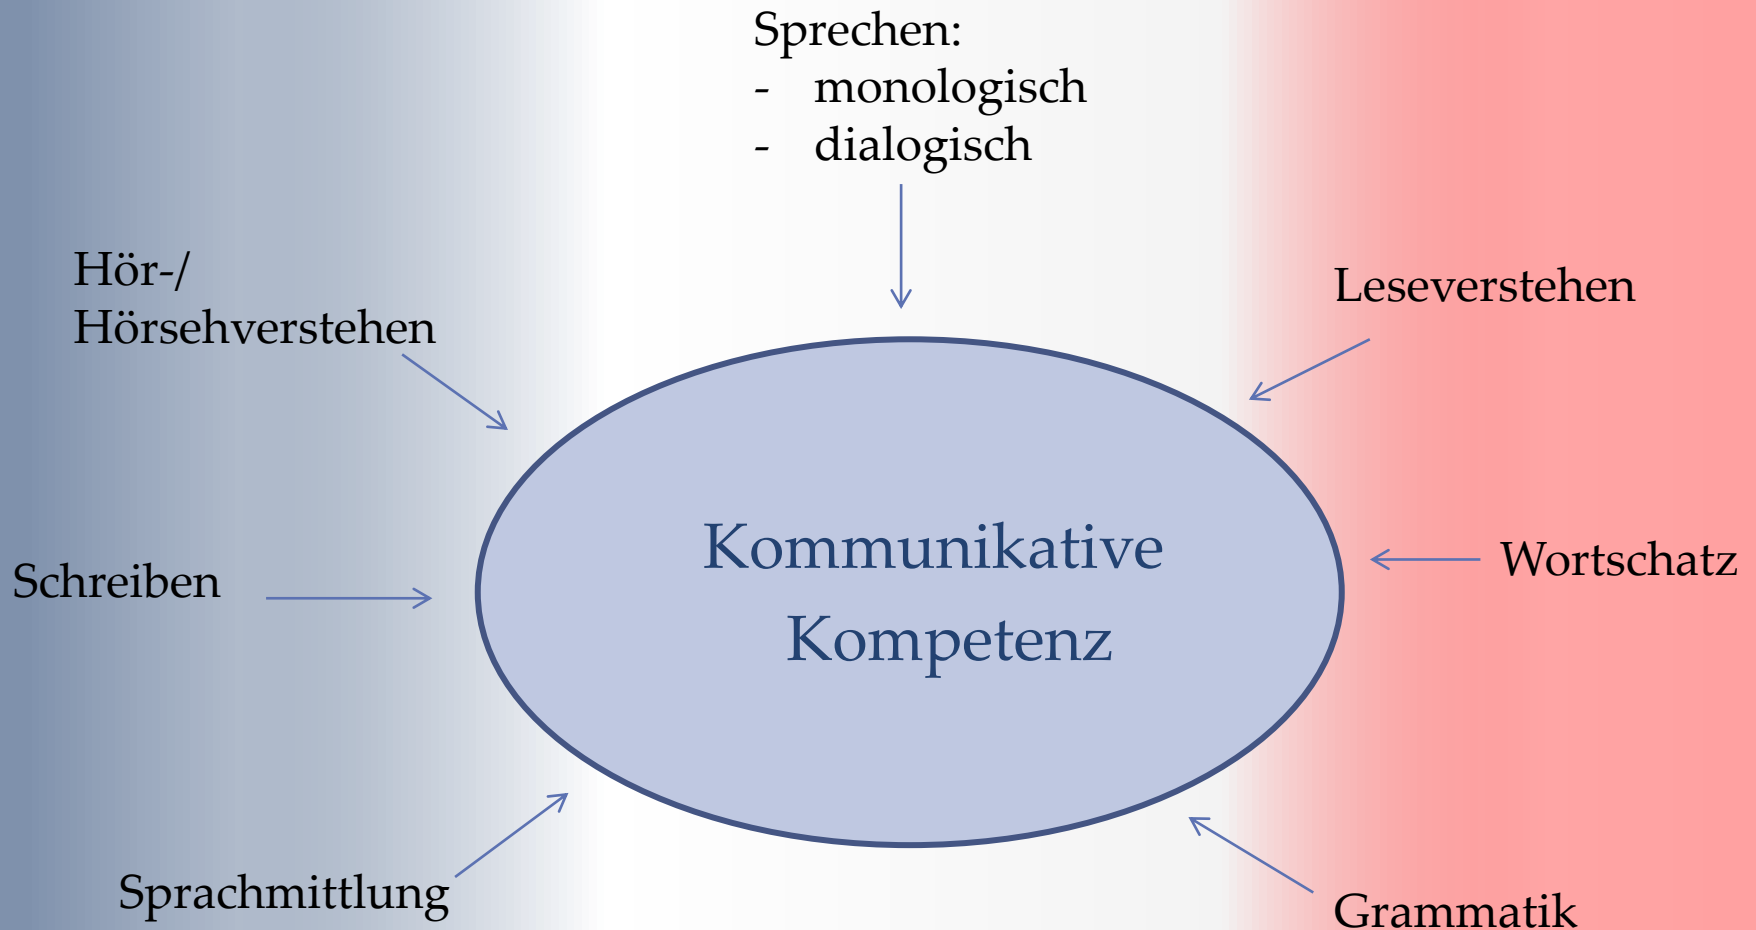 Sprechen:
- monologisch
- dialogisch
Hör-/
Hörsehverstehen
Leseverstehen
Kommunikative
Kompetenz
Schreiben
Wortschatz
Sprachmittlung
Grammatik